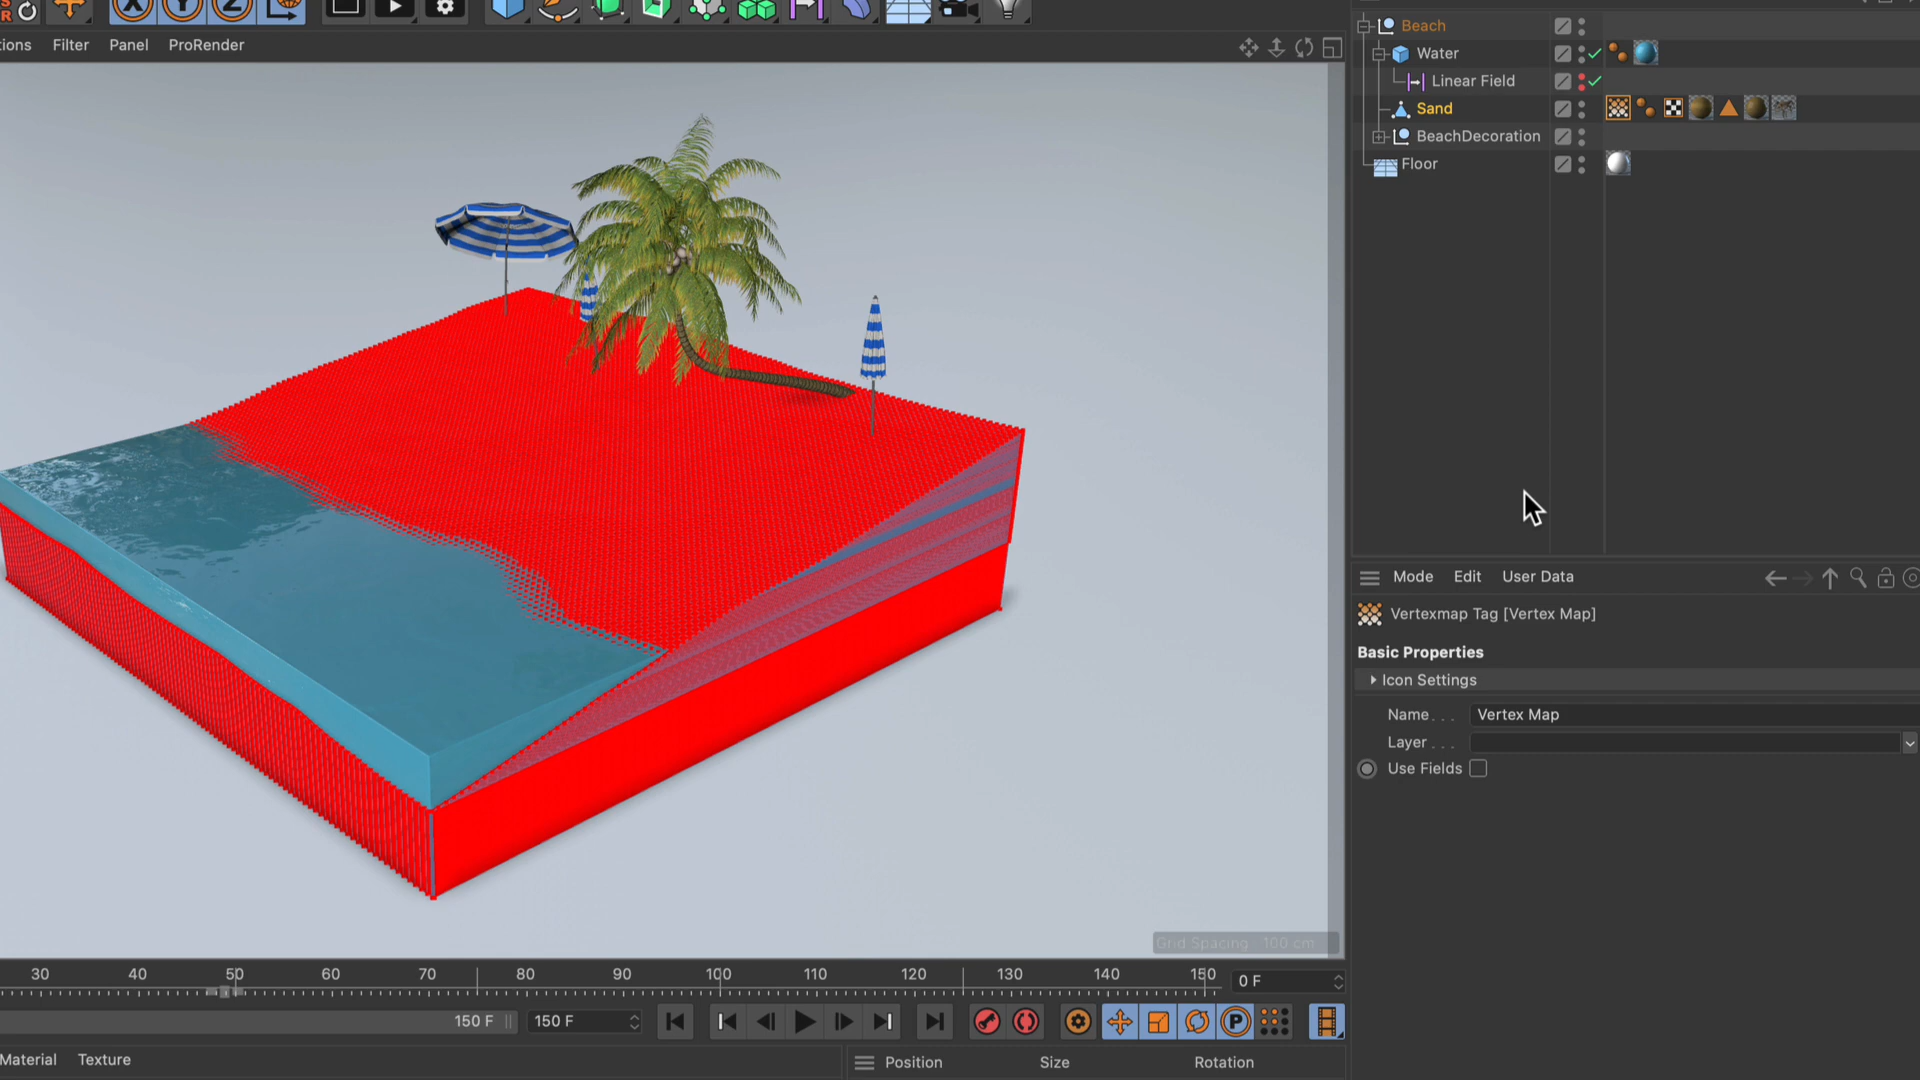 X Y Z
ions Filter Panel ProRender
Beach
Water
Linear Field
Sand
BeachDecoration
Floor
Mode Edit User Data
Vertexmap Tag [Vertex Map]
Basic Properties
Icon Settings
Name . . . Vertex Map
Layer . . .
Use Fields
Grid Spacing 100 cm
30 40 50 60 70 80 90 100 110 120 130 140 150 0 F
150 F 150 F
P
Material Texture Position Size Rotation